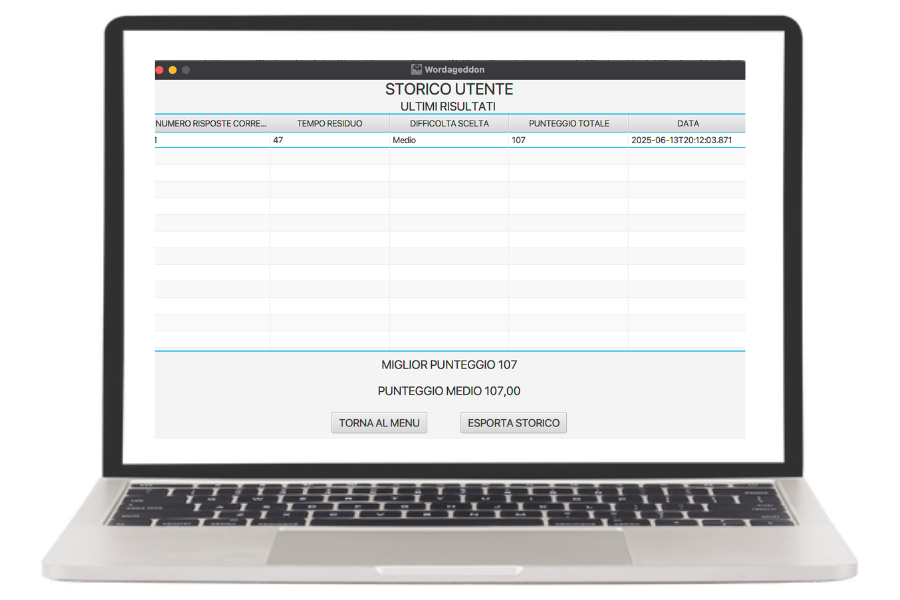 Wordageddon
STORICO UTENTE
ULTIMI RISULTATI
NUMERO RISPOSTE CORRE... TEMPO RESIDUO DIFFICOLTA SCELTA PUNTEGGIO TOTALE DATA
1 47 Medio 107 2025-06-13T20:12:03.871
MIGLIOR PUNTEGGIO 107
PUNTEGGIO MEDIO 107,00
TORNA AL MENU ESPORTA STORICO